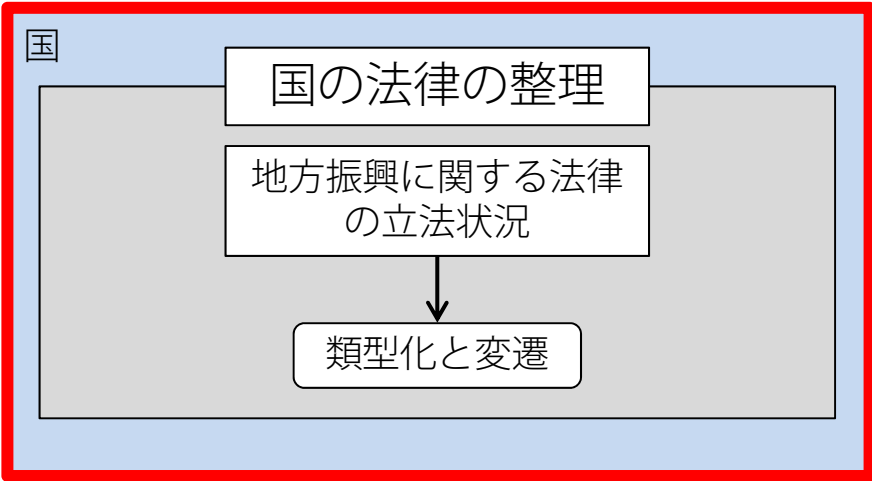 国
国の法律の整理
地方振興に関する法律
の立法状況
類型化と変遷